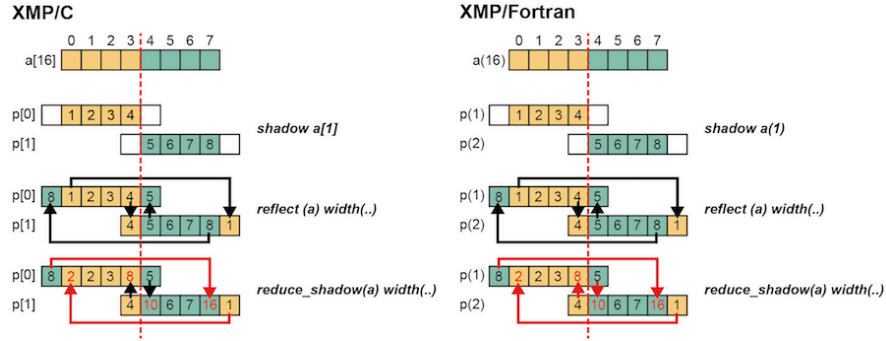 XMP/C
0 1 2 3 4 5 6 7
a[16]
p[0] 1 2 3 4
shadow a[1]
p[1] 5 6 7 8
p[0] 8 1 2 3 4 5
reflect (a) width(..)
p[1] 4 5 6 7 8 1
p[0] 8 2 2 3 8 5
reduce_shadow(a) width(..)
p[1] 4 10 6 7 16 1
XMP/Fortran
0 1 2 3 4 5 6 7
a(16)
p(1) 1 2 3 4
shadow a(1)
p(2) 5 6 7 8
p(1) 8 1 2 3 4 5
reflect (a) width(..)
p(2) 4 5 6 7 8 1
p(1) 8 2 2 3 8 5
reduce_shadow(a) width(..)
p(2) 4 10 6 7 16 1